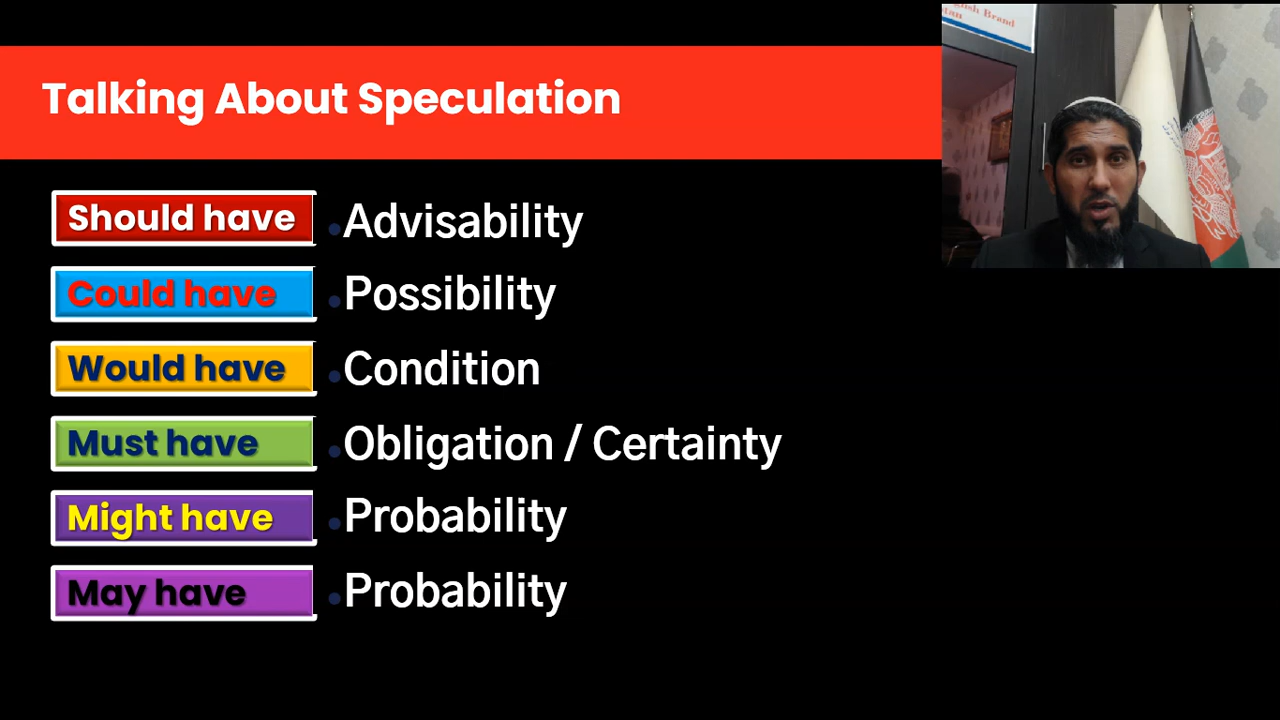 Talking About Speculation
Should have
Advisability
Could have
Possibility
Would have
Condition
Must have
Obligation / Certainty
Might have
Probability
May have
Probability
Brand